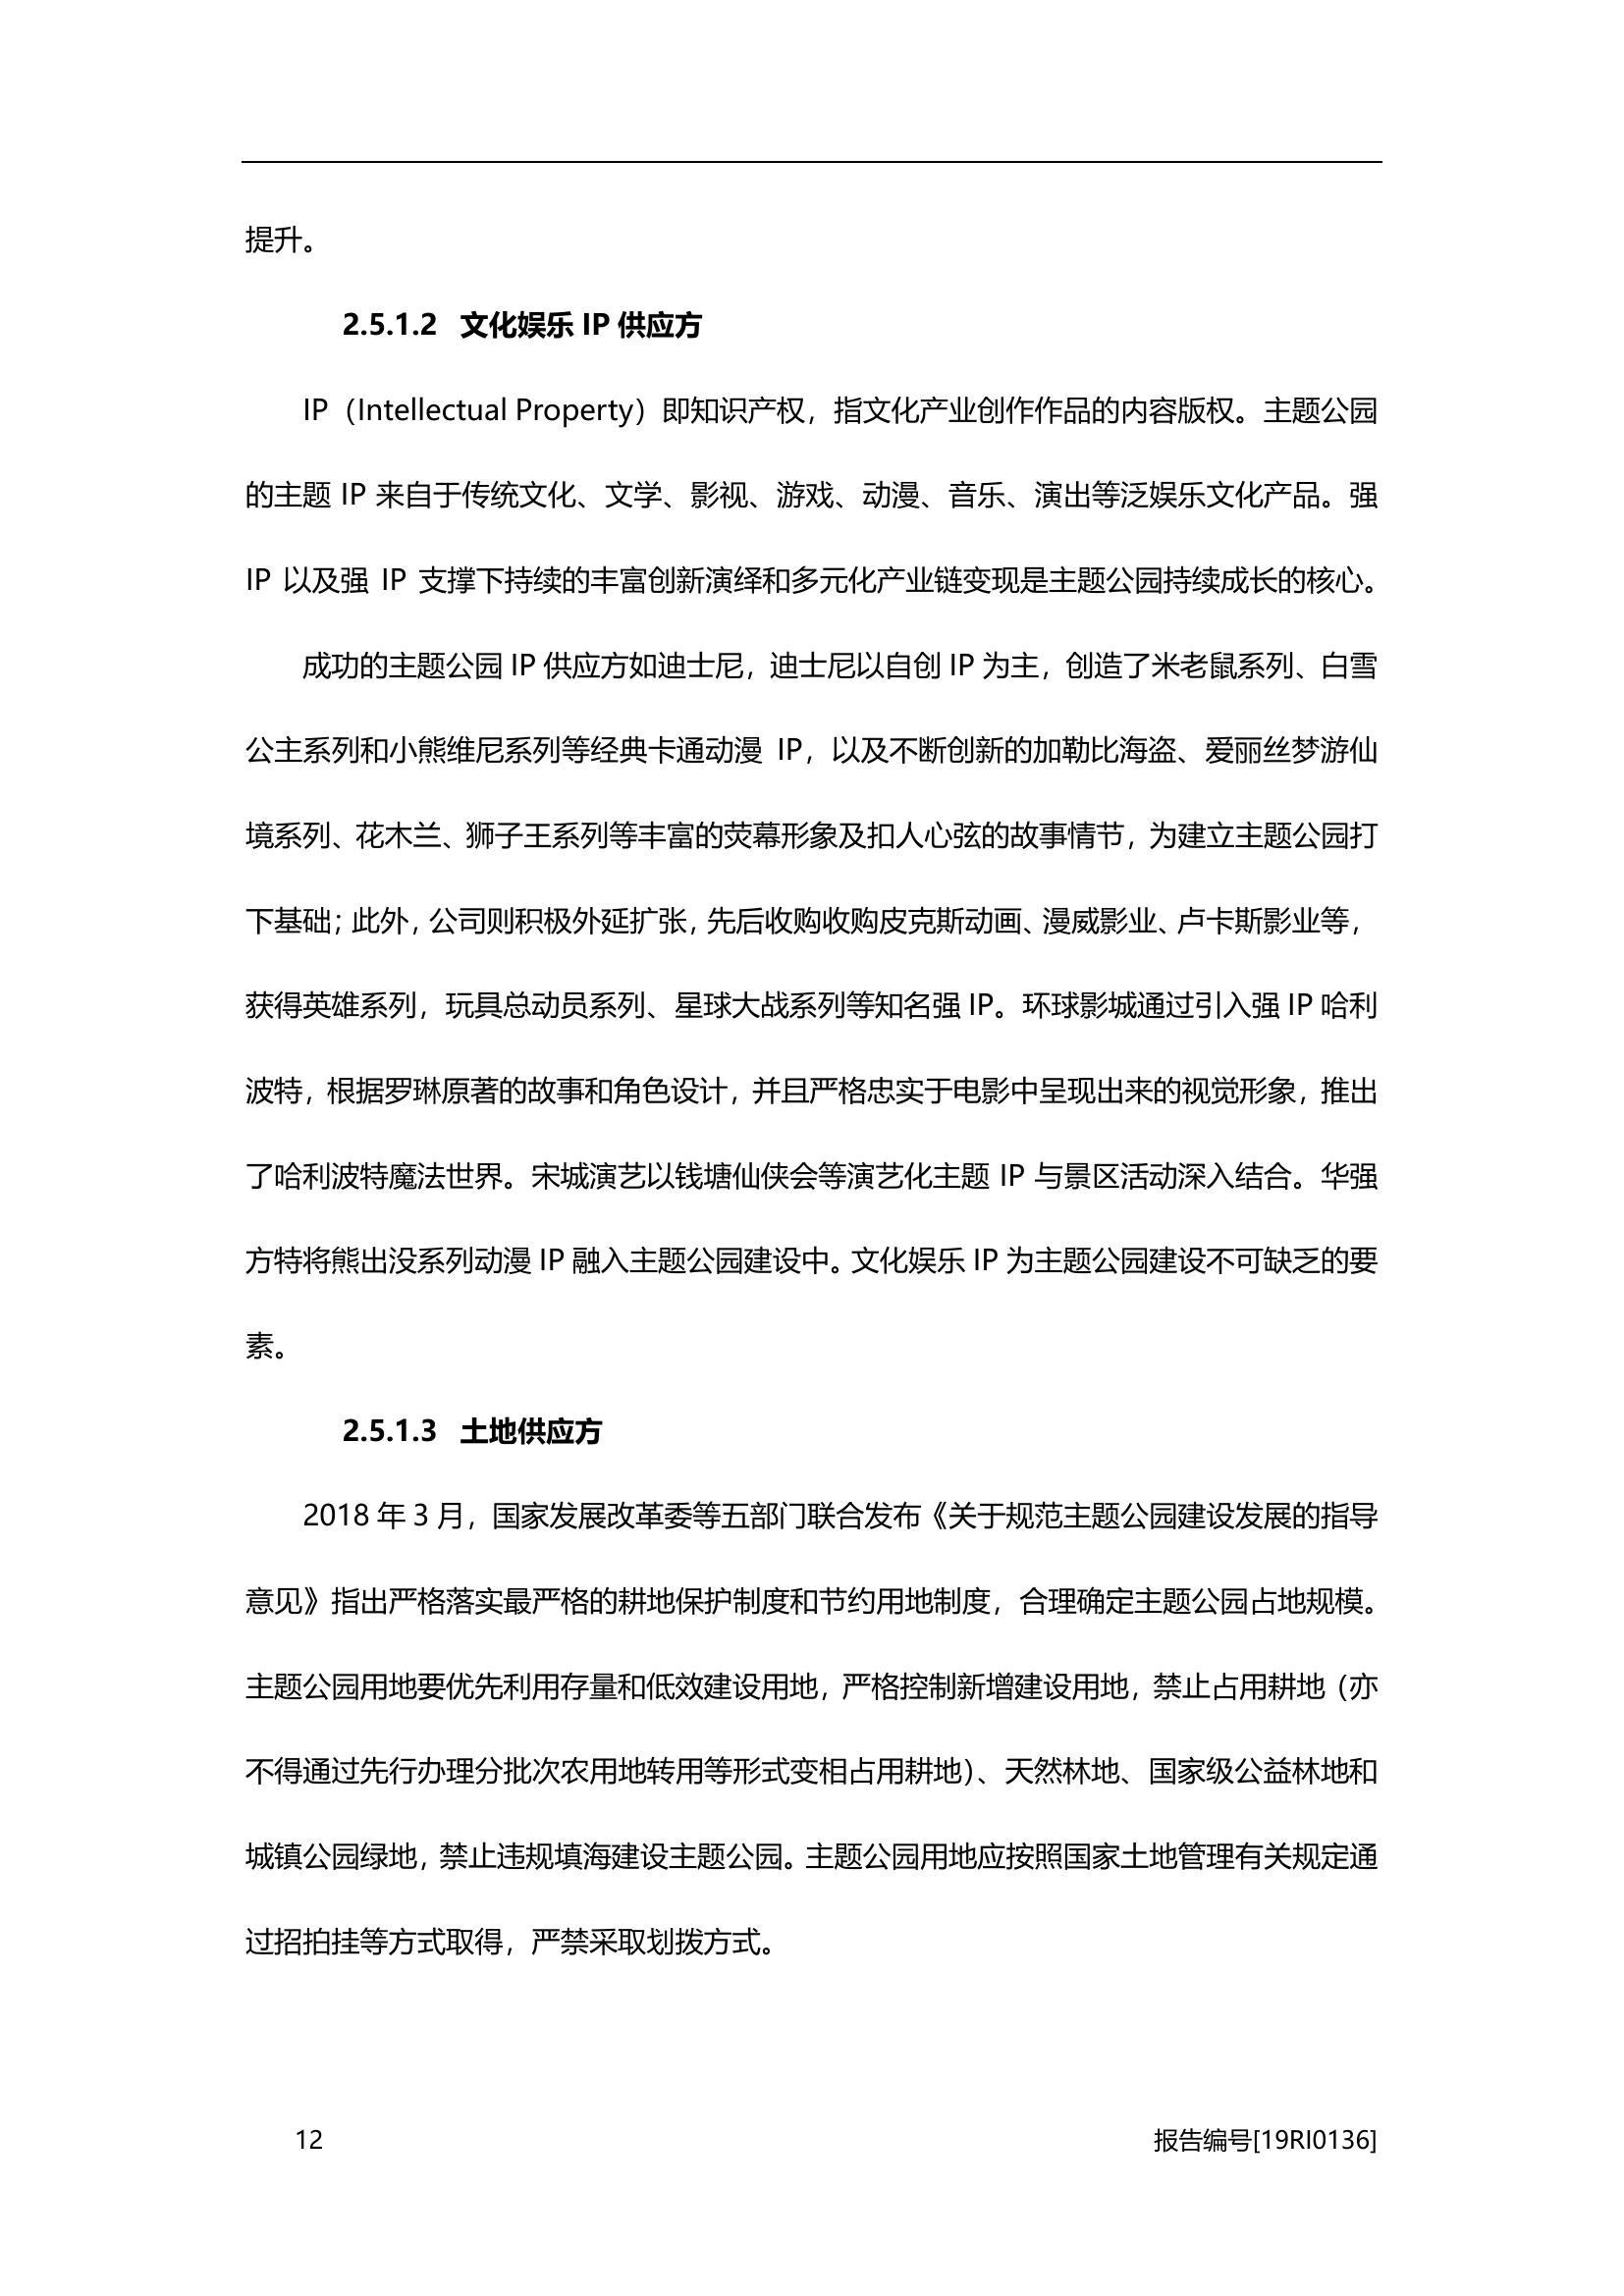 提升。
2.5.1.2 文化娱乐 IP 供应方
IP（Intellectual Property）即知识产权，指文化产业创作作品的内容版权。主题公园
的主题 IP 来自于传统文化、文学、影视、游戏、动漫、音乐、演出等泛娱乐文化产品。强
IP 以及强 IP 支撑下持续的丰富创新演绎和多元化产业链变现是主题公园持续成长的核心。
成功的主题公园 IP 供应方如迪士尼，迪士尼以自创 IP 为主，创造了米老鼠系列、白雪
公主系列和小熊维尼系列等经典卡通动漫 IP，以及不断创新的加勒比海盗、爱丽丝梦游仙
境系列、花木兰、狮子王系列等丰富的荧幕形象及扣人心弦的故事情节，为建立主题公园打
下基础；此外，公司则积极外延扩张，先后收购收购皮克斯动画、漫威影业、卢卡斯影业等，
获得英雄系列，玩具总动员系列、星球大战系列等知名强 IP。环球影城通过引入强 IP 哈利
波特，根据罗琳原著的故事和角色设计，并且严格忠实于电影中呈现出来的视觉形象，推出
了哈利波特魔法世界。宋城演艺以钱塘仙侠会等演艺化主题 IP 与景区活动深入结合。华强
方特将熊出没系列动漫 IP 融入主题公园建设中。文化娱乐 IP 为主题公园建设不可缺乏的要
素。
2.5.1.3 土地供应方
2018 年 3 月，国家发展改革委等五部门联合发布《关于规范主题公园建设发展的指导
意见》指出严格落实最严格的耕地保护制度和节约用地制度，合理确定主题公园占地规模。
主题公园用地要优先利用存量和低效建设用地，严格控制新增建设用地，禁止占用耕地（亦
不得通过先行办理分批次农用地转用等形式变相占用耕地）、天然林地、国家级公益林地和
城镇公园绿地，禁止违规填海建设主题公园。主题公园用地应按照国家土地管理有关规定通
过招拍挂等方式取得，严禁采取划拨方式。
12 报告编号[19RI0136]